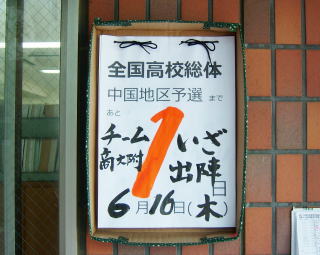 全国高校総体
中国地区予選 まで
あと
1日
チーム
高大附
いざ
出陣
6月16日(木)